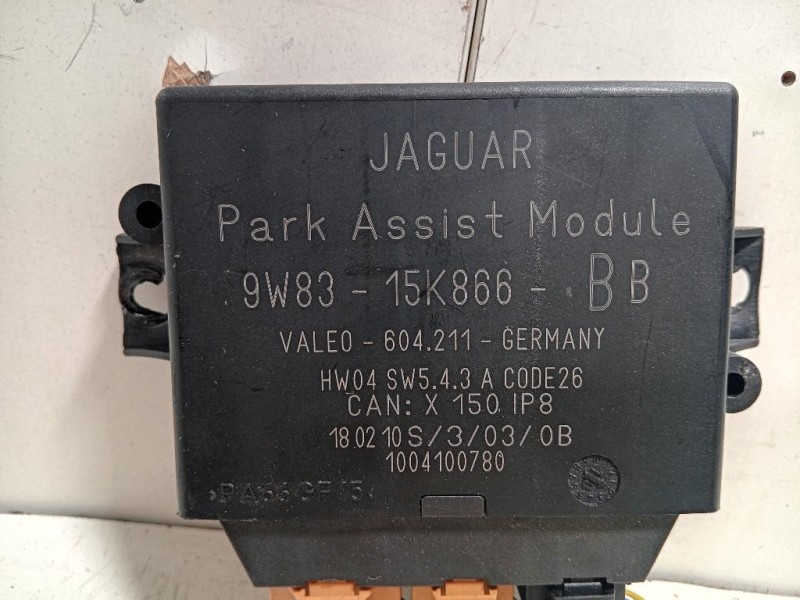 JAGUAR
Park Assist Module
9W83 - 15K866 - BB
VALEO - 604.211 - GERMANY
HW04 SW5.4.3 A CODE26
CAN: X 150 IP8
18.02.10 S/3/03/0B
1004100780